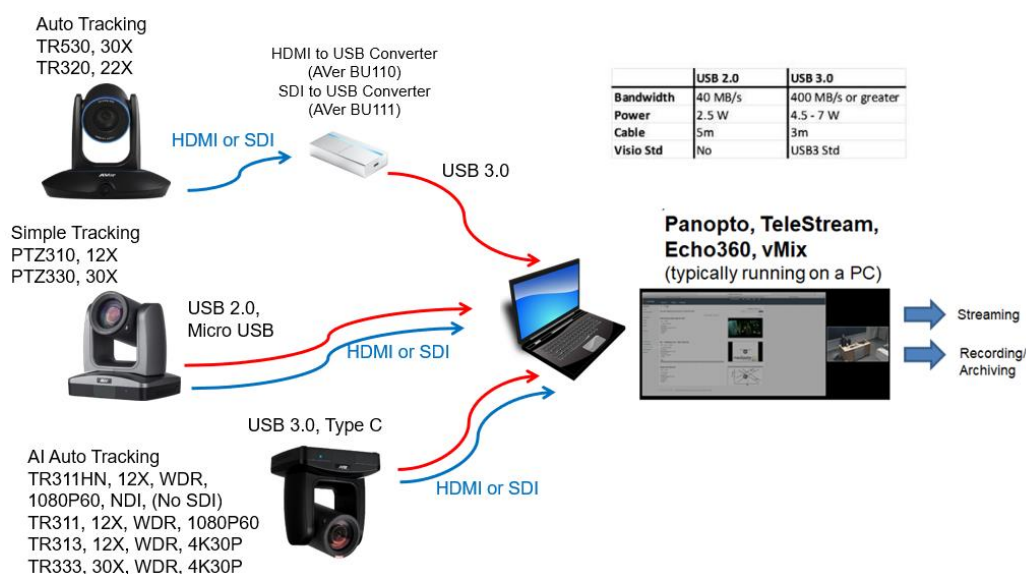 Auto Tracking
TR530, 30X
TR320, 22X
HDMI to USB Converter
(AVer BU110)
SDI to USB Converter
(AVer BU111)
HDMI or SDI
USB 3.0
USB 2.0 USB 3.0
Bandwidth 40 MB/s 400 MB/s or greater
Power 2.5 W 4.5 - 7 W
Cable 5m 3m
Visio Std No USB3 Std
Simple Tracking
PTZ310, 12X
PTZ330, 30X
USB 2.0,
Micro USB
HDMI or SDI
Panopto, TeleStream,
Echo360, vMix
(typically running on a PC)
Streaming
Recording/
Archiving
USB 3.0, Type C
HDMI or SDI
AI Auto Tracking
TR311HN, 12X, WDR,
1080P60, NDI, (No SDI)
TR311, 12X, WDR, 1080P60
TR313, 12X, WDR, 4K30P
TR333, 30X, WDR, 4K30P